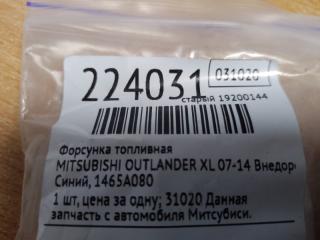 224031 031020
старый 19200144
Форсунка топливная
MITSUBISHI OUTLANDER XL 07-14 Внедор
Синий, 1465A080
1 шт, цена за одну; 31020 Данная
запчасть с автомобиля Митсубиси.